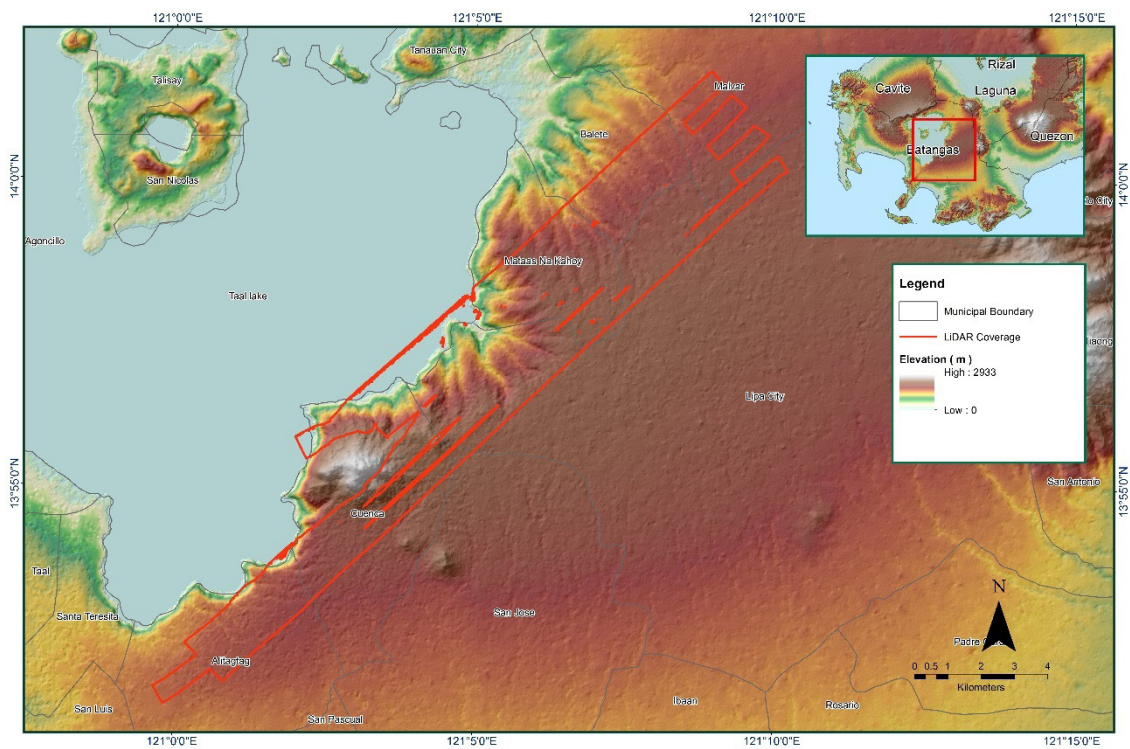 121°0'0"E
121°5'0"E
121°10'0"E
121°15'0"E
Tanauan City
Talisay
Malvar
Balete
San Nicolas
14°0'0"N
14°0'0"N
Agoncillo
Mataas Na Kahoy
Taal lake
Lipa City
Rizal
Laguna
Cavite
Quezon
Batangas
Legend
Municipal Boundary
LiDAR Coverage
Elevation ( m )
High : 2933
Low : 0
13°55'0"N
13°55'0"N
San Antonio
Cuenca
Taal
Santa Teresita
San Jose
Alitagtag
San Luis
San Pascual
Ibaan
Rosario
Padre
N
0 0.5 1 2 3 4
Kilometers
121°0'0"E
121°5'0"E
121°10'0"E
121°15'0"E